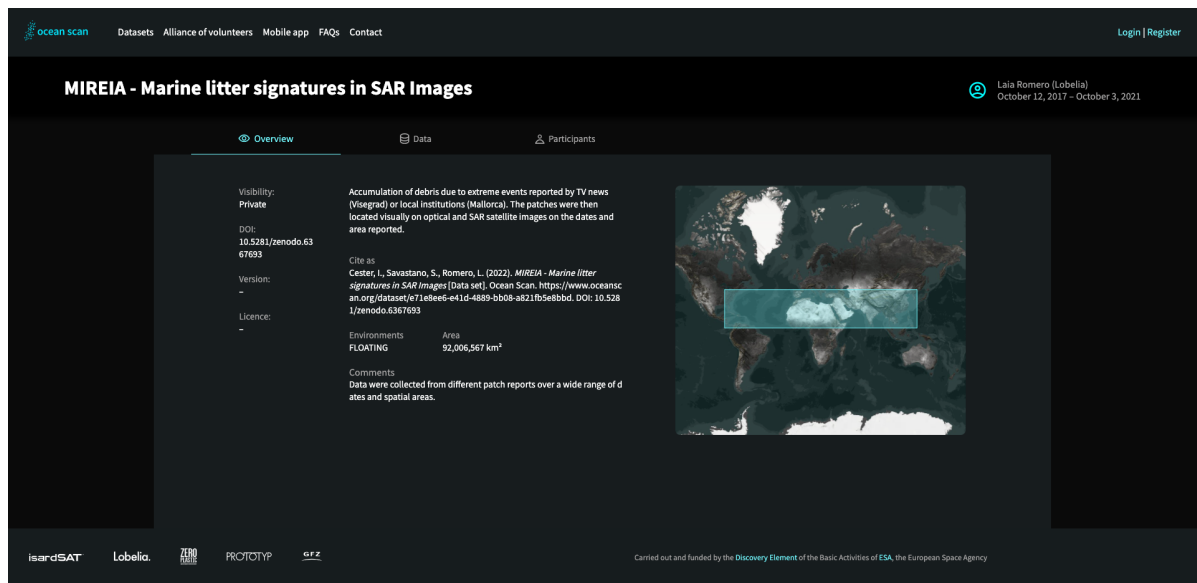 ocean scan
Datasets Alliance of volunteers Mobile app FAQs Contact
Login | Register
MIREIA - Marine litter signatures in SAR Images
Laia Romero (Lobelia)
October 12, 2017 – October 3, 2021
Overview
Data
Participants
Visibility:
Private
DOI:
10.5281/zenodo.63
67693
Version:
–
Licence:
–
Accumulation of debris due to extreme events reported by TV news
(Visegrad) or local institutions (Mallorca). The patches were then
located visually on optical and SAR satellite images on the dates and
area reported.
Cite as
Cester, I., Savastano, S., Romero, L. (2022). MIREIA - Marine litter
signatures in SAR Images [Data set]. Ocean Scan. https://www.oceansc
an.org/dataset/e71e8ee6-e41d-4889-bb08-a821fb5e8bbd. DOI: 10.528
1/zenodo.6367693
Environments Area
FLOATING 92,006,567 km²
Comments
Data were collected from different patch reports over a wide range of d
ates and spatial areas.
isardSAT
Lobelia.
ZERO
PLASTIC
PROTOTYP
GFZ
Carried out and funded by the Discovery Element of the Basic Activities of ESA, the European Space Agency